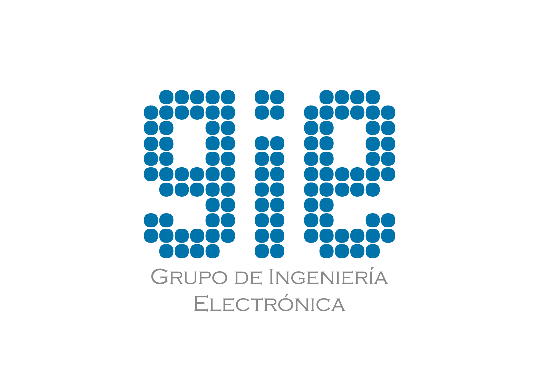 gie
GRUPO DE INGENIERÍA
ELECTRÓNICA